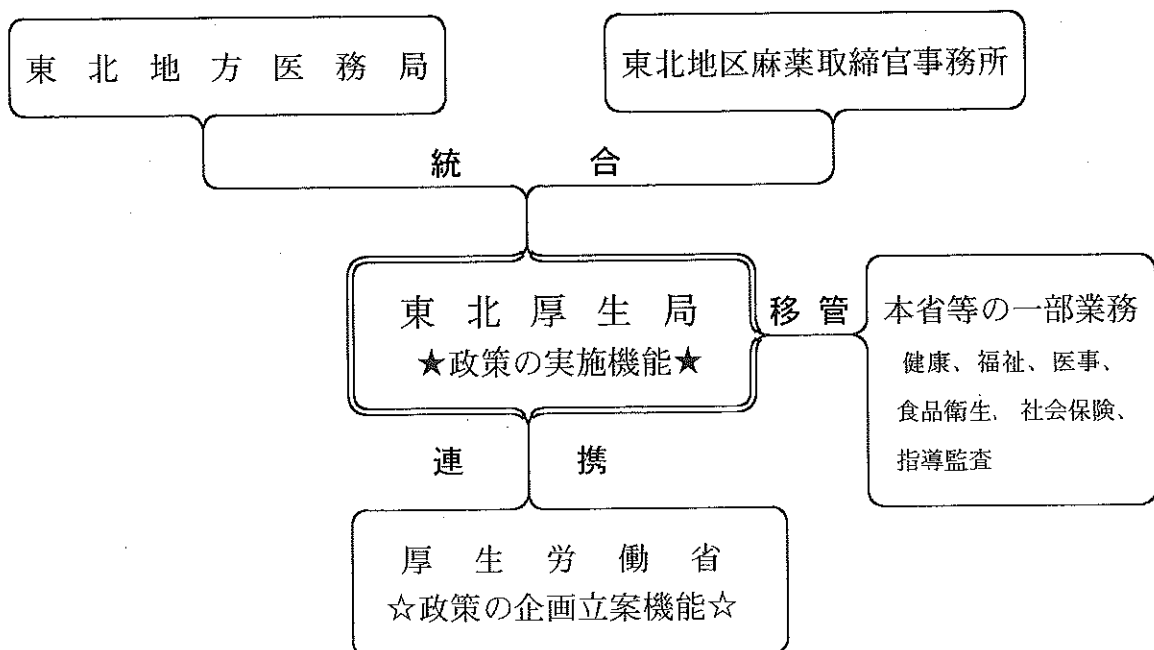 東北地方医務局
東北地区麻薬取締官事務所
統合
東北厚生局
★政策の実施機能★
移管
本省等の一部業務
健康、福祉、医事、
食品衛生、社会保険、
指導監査
連携
厚生労働省
☆政策の企画立案機能☆